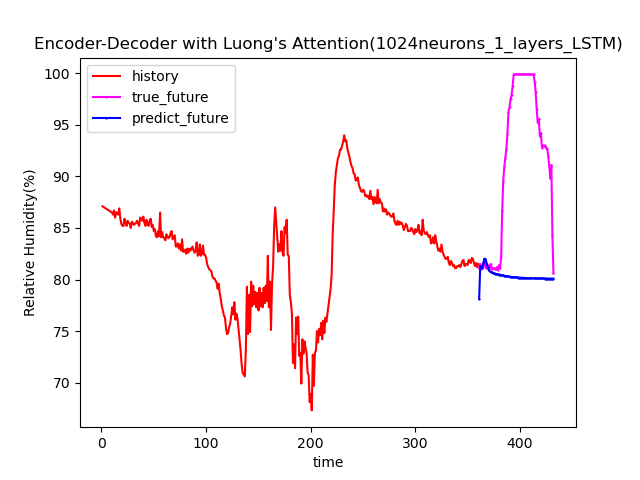 Encoder-Decoder with Luong's Attention(1024neurons_1_layers_LSTM)
history
true_future
predict_future
Relative Humidity(%)
100
95
90
85
80
75
70
0 100 200 300 400
time